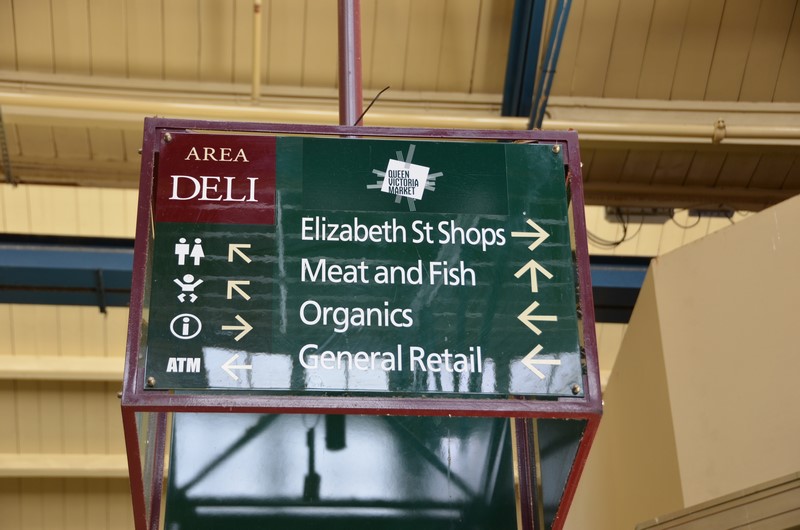 AREA
DELI
QUEEN
VICTORIA
MARKET
Elizabeth St Shops →
Meat and Fish ↑
Organics ←
General Retail ←
↖
↖
i →
ATM ←